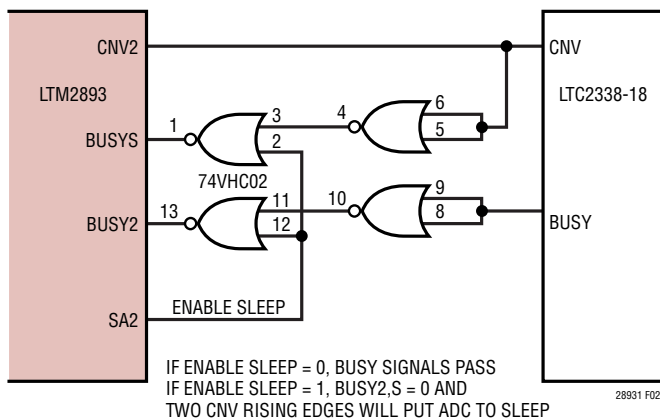 CNV2
CNV
LTM2893
LTC2338-18
3
4
6
1
5
BUSYS
2
74VHC02
11
10
9
13
8
BUSY2
12
BUSY
ENABLE SLEEP
SA2
IF ENABLE SLEEP = 0, BUSY SIGNALS PASS
IF ENABLE SLEEP = 1, BUSY2,S = 0 AND
TWO CNV RISING EDGES WILL PUT ADC TO SLEEP
28931 F02